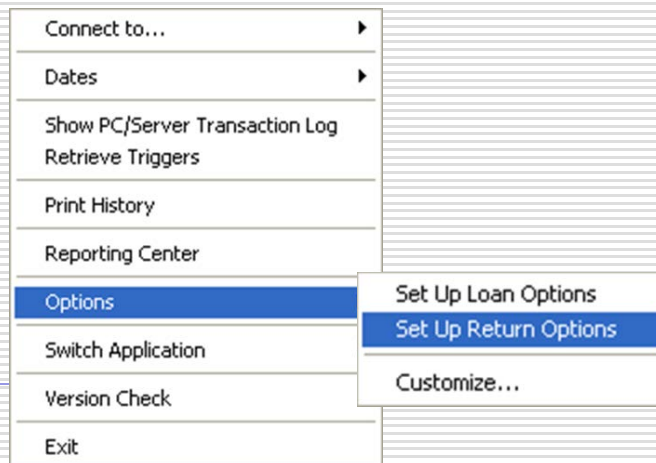 Connect to...
Dates
Show PC/Server Transaction Log
Retrieve Triggers
Print History
Reporting Center
Options
Set Up Loan Options
Set Up Return Options
Switch Application
Customize...
Version Check
Exit